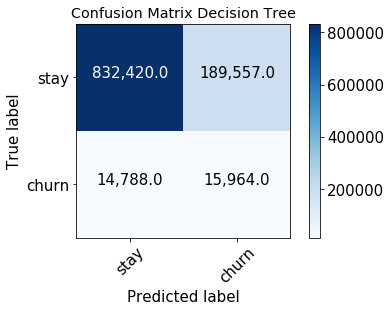 Confusion Matrix Decision Tree
True label
stay
832,420.0 189,557.0
churn
14,788.0 15,964.0
stay churn
Predicted label
800000
600000
400000
200000